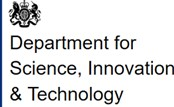 Department for
Science, Innovation
& Technology